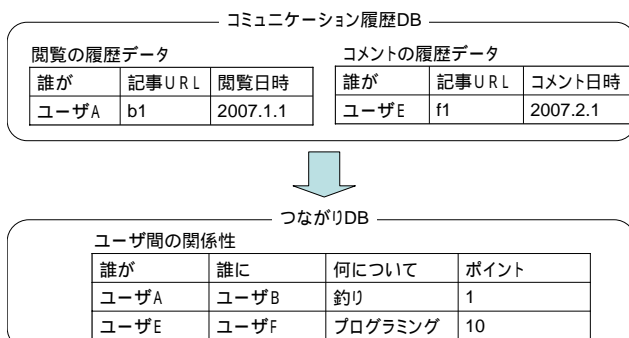 コミュニケーション履歴DB
閲覧の履歴データ
誰が 記事URL 閲覧日時
ユーザA b1 2007.1.1
コメントの履歴データ
誰が 記事URL コメント日時
ユーザE f1 2007.2.1
つながりDB
ユーザ間の関係性
誰が 誰に 何について ポイント
ユーザA ユーザB 釣り 1
ユーザE ユーザF プログラミング 10